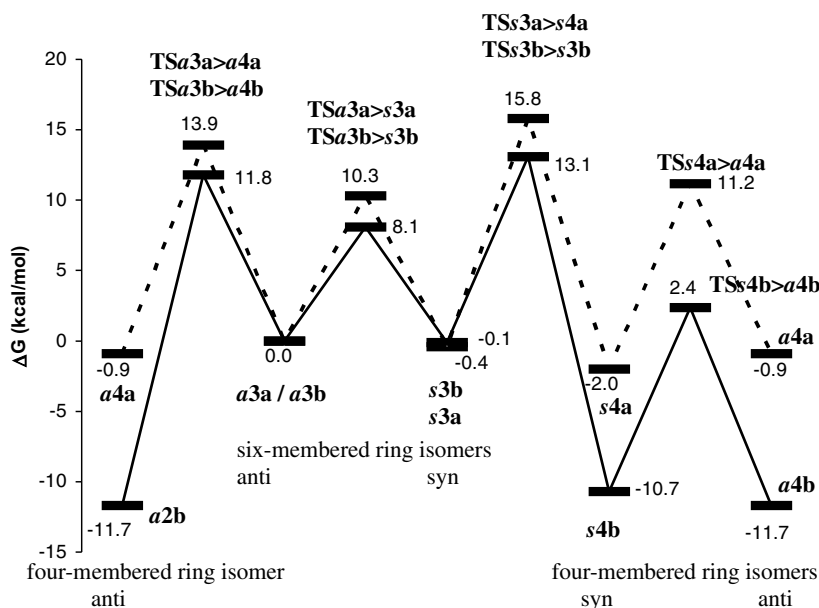 TSs3a>s4a
TSs3b>s3b
TSa3a>a4a
TSa3b>a4b
TSa3a>s3a
TSa3b>s3b
TSs4a>a4a
TSs4b>a4b
20
15
10
5
0
-5
-10
-15
ΔG (kcal/mol)
13.9
11.8
10.3
8.1
15.8
13.1
11.2
2.4
-0.9
a4a
0.0
a3a / a3b
-0.1
-0.4
s3b
s3a
-2.0
s4a
a4a
-0.9
six-membered ring isomers
anti syn
-11.7
a2b
-10.7
s4b
a4b
-11.7
four-membered ring isomer
anti
four-membered ring isomers
syn anti